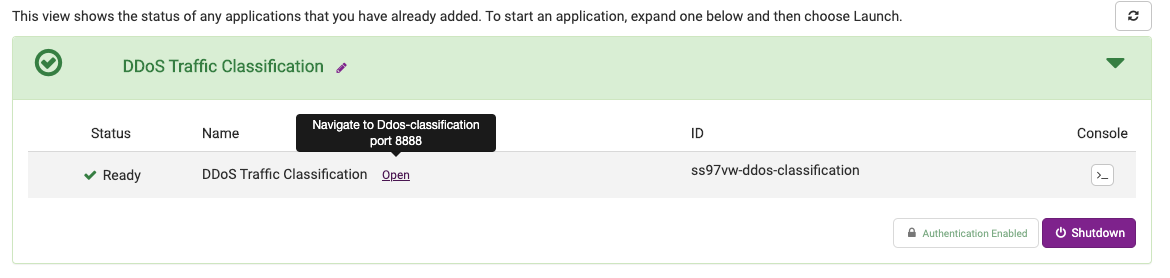 This view shows the status of any applications that you have already added. To start an application, expand one below and then choose Launch.
DDoS Traffic Classification
Navigate to Ddos-classification
port 8888
Status Name ID Console
Ready DDoS Traffic Classification Open ss97vw-ddos-classification >_
Authentication Enabled Shutdown